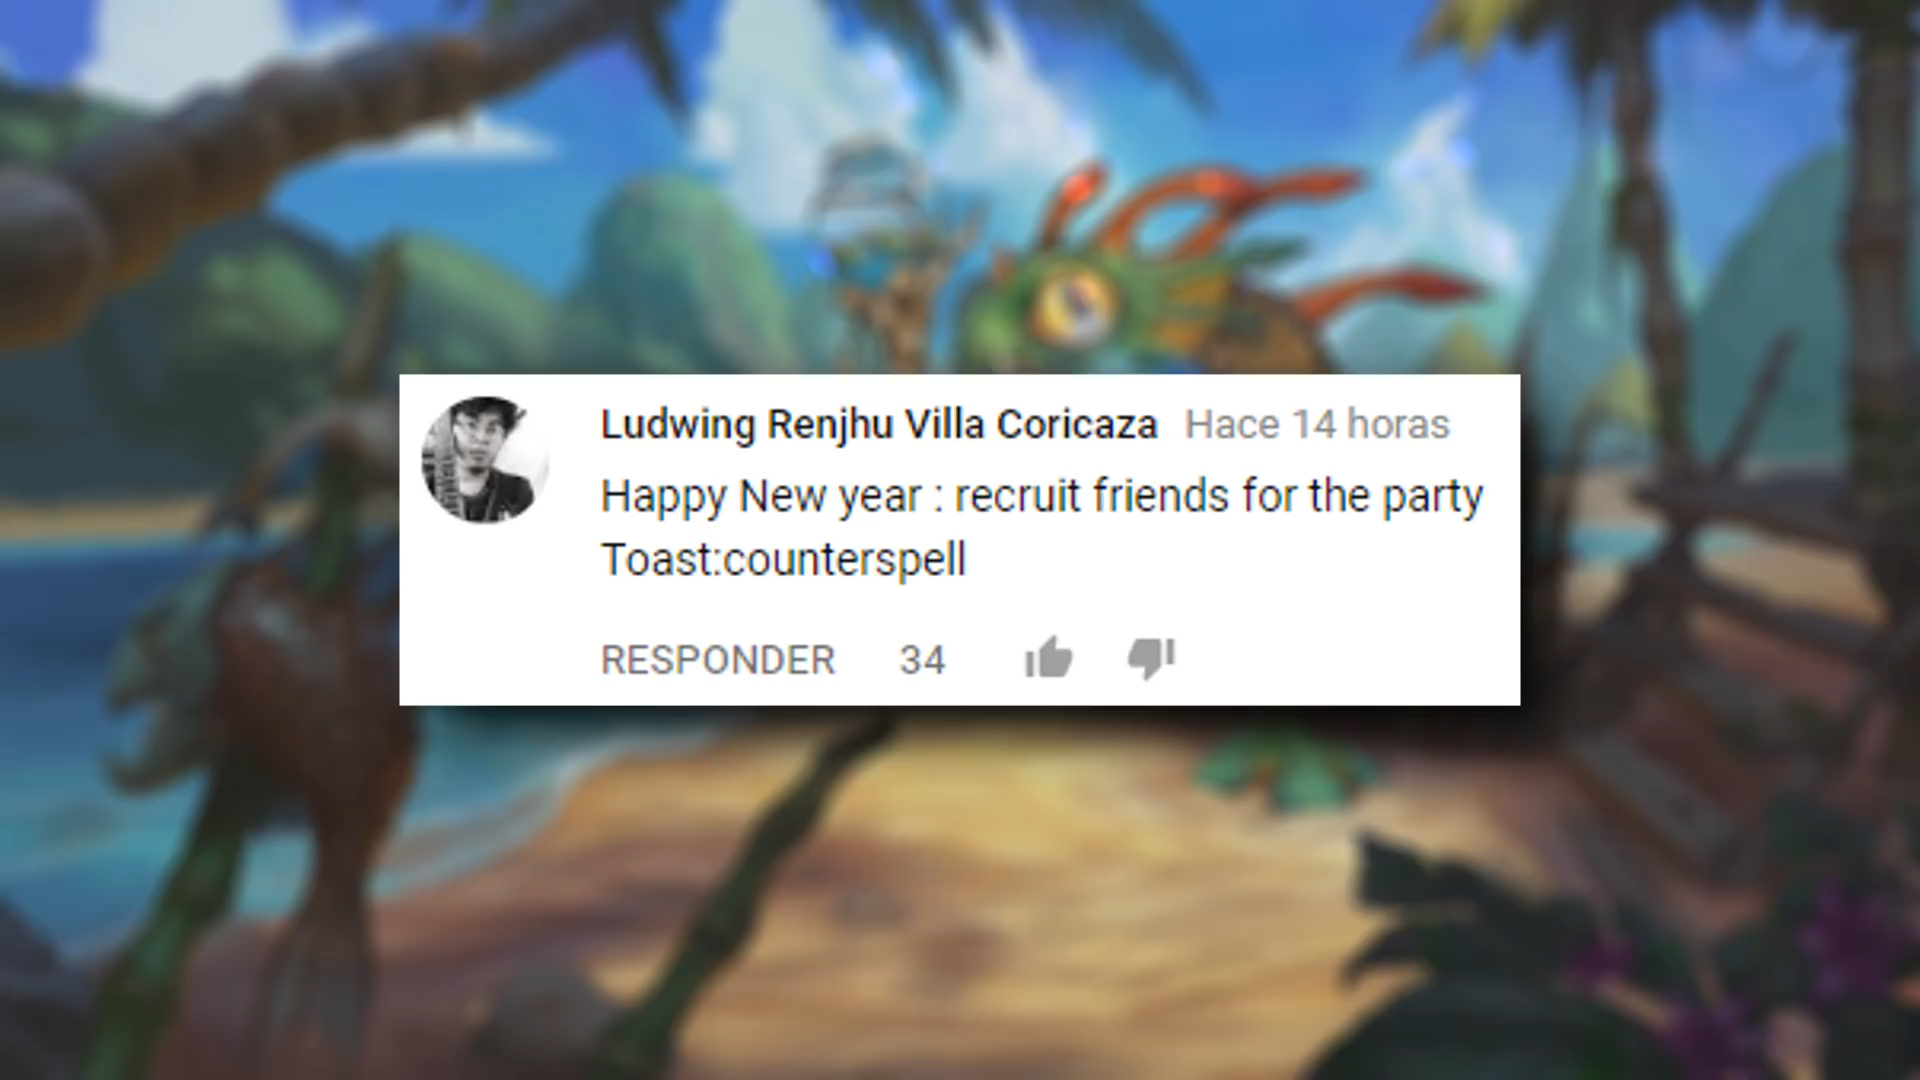 Ludwing Renjhu Villa Coricaza Hace 14 horas
Happy New year : recruit friends for the party
Toast:counterspell
RESPONDER 34